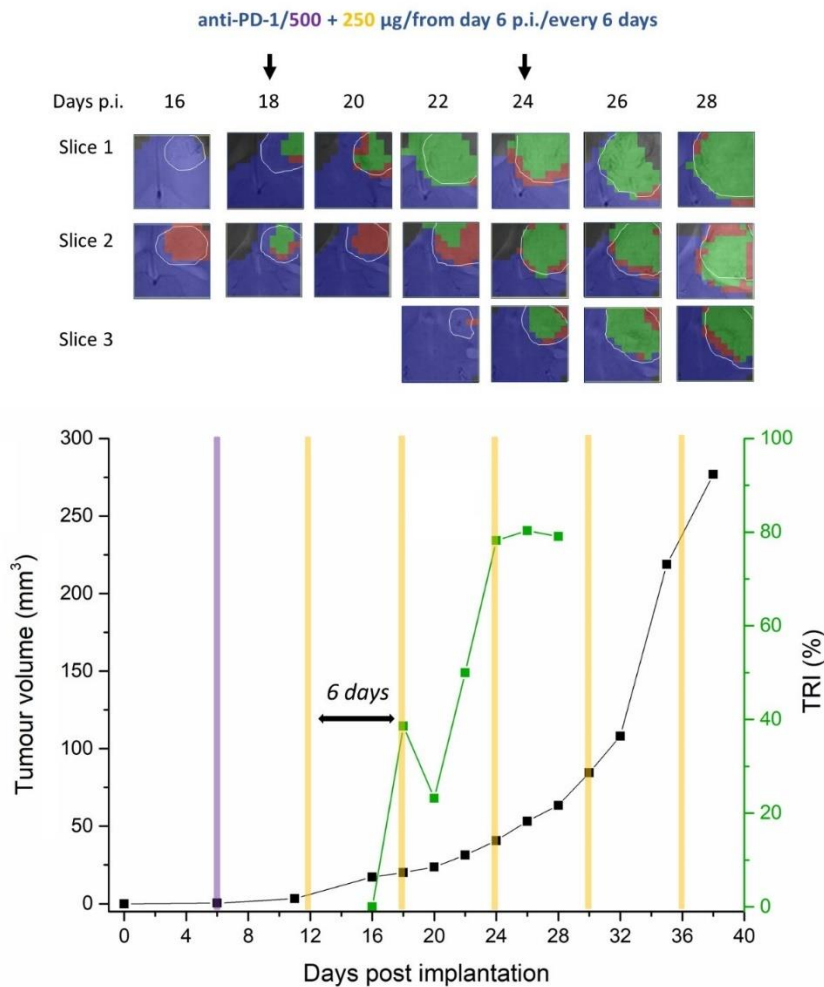 anti-PD-1/500 + 250 µg/from day 6 p.i./every 6 days
Days p.i. 16 18 20 22 24 26 28
Slice 1
Slice 2
Slice 3
300 100
250 80
200 60
150 40
100 20
50 0
0
6 days
Tumour volume (mm³)
TRI (%)
0 4 8 12 16 20 24 28 32 36 40
Days post implantation